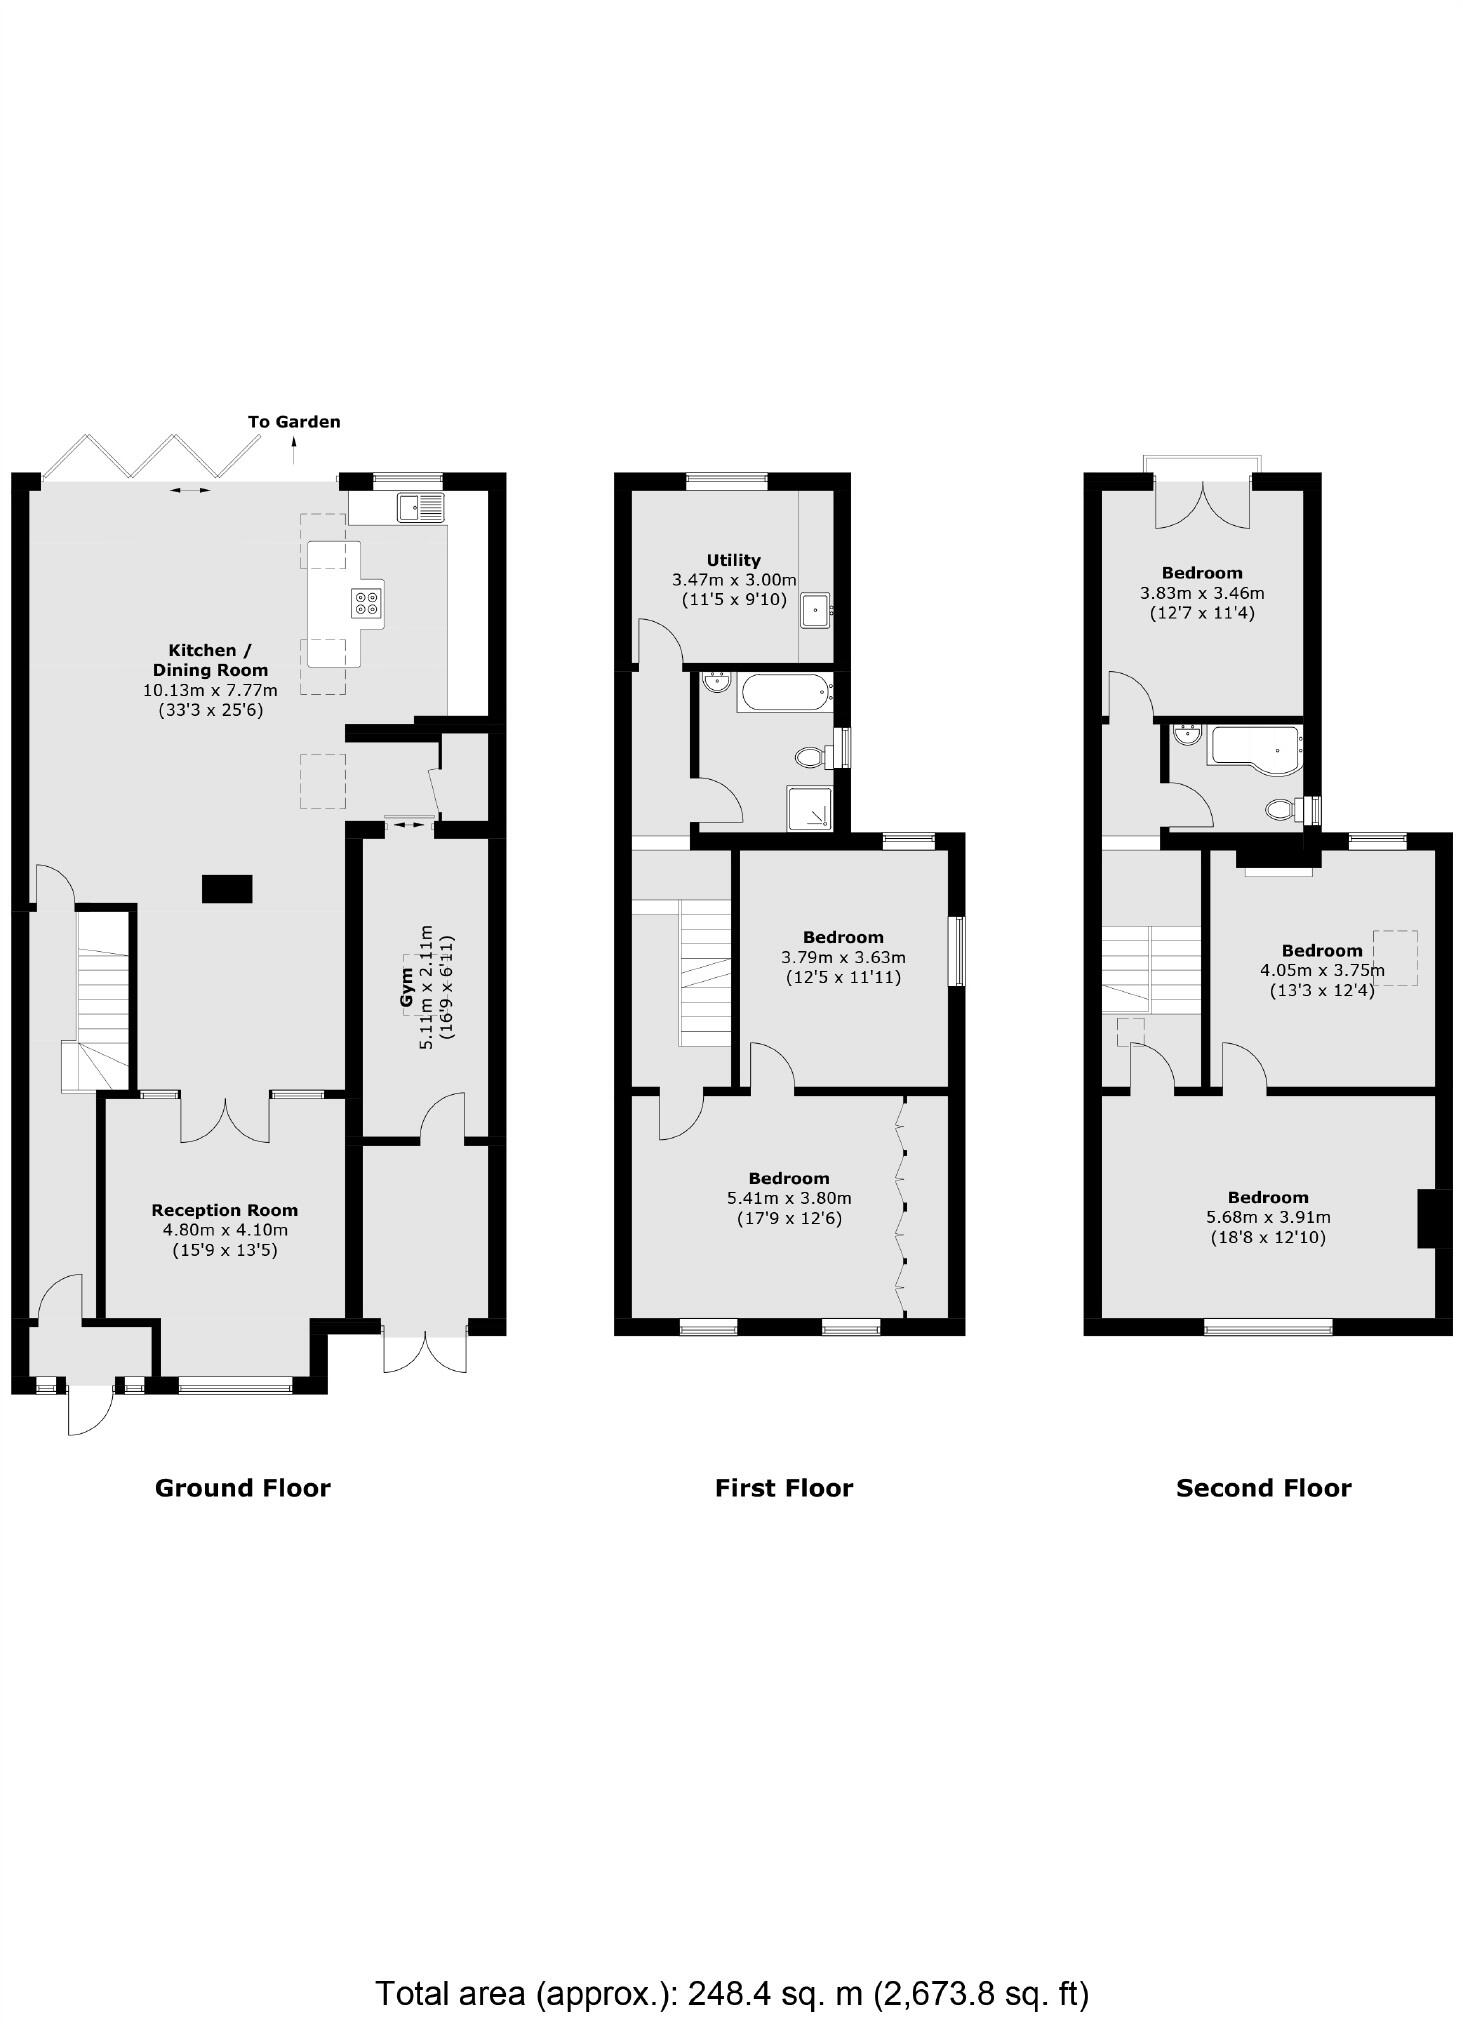 To Garden
Kitchen /
Dining Room
10.13m x 7.77m
(33'3 x 25'6)
Gym
5.11m x 2.11m
(16'9 x 6'11)
Reception Room
4.80m x 4.10m
(15'9 x 13'5)
Ground Floor
Utility
3.47m x 3.00m
(11'5 x 9'10)
Bedroom
3.79m x 3.63m
(12'5 x 11'11)
Bedroom
5.41m x 3.80m
(17'9 x 12'6)
First Floor
Bedroom
3.83m x 3.46m
(12'7 x 11'4)
Bedroom
4.05m x 3.75m
(13'3 x 12'4)
Bedroom
5.68m x 3.91m
(18'8 x 12'10)
Second Floor
Total area (approx.): 248.4 sq. m (2,673.8 sq. ft)